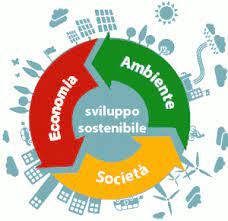 Economia
Ambiente
sviluppo
sostenibile
Società